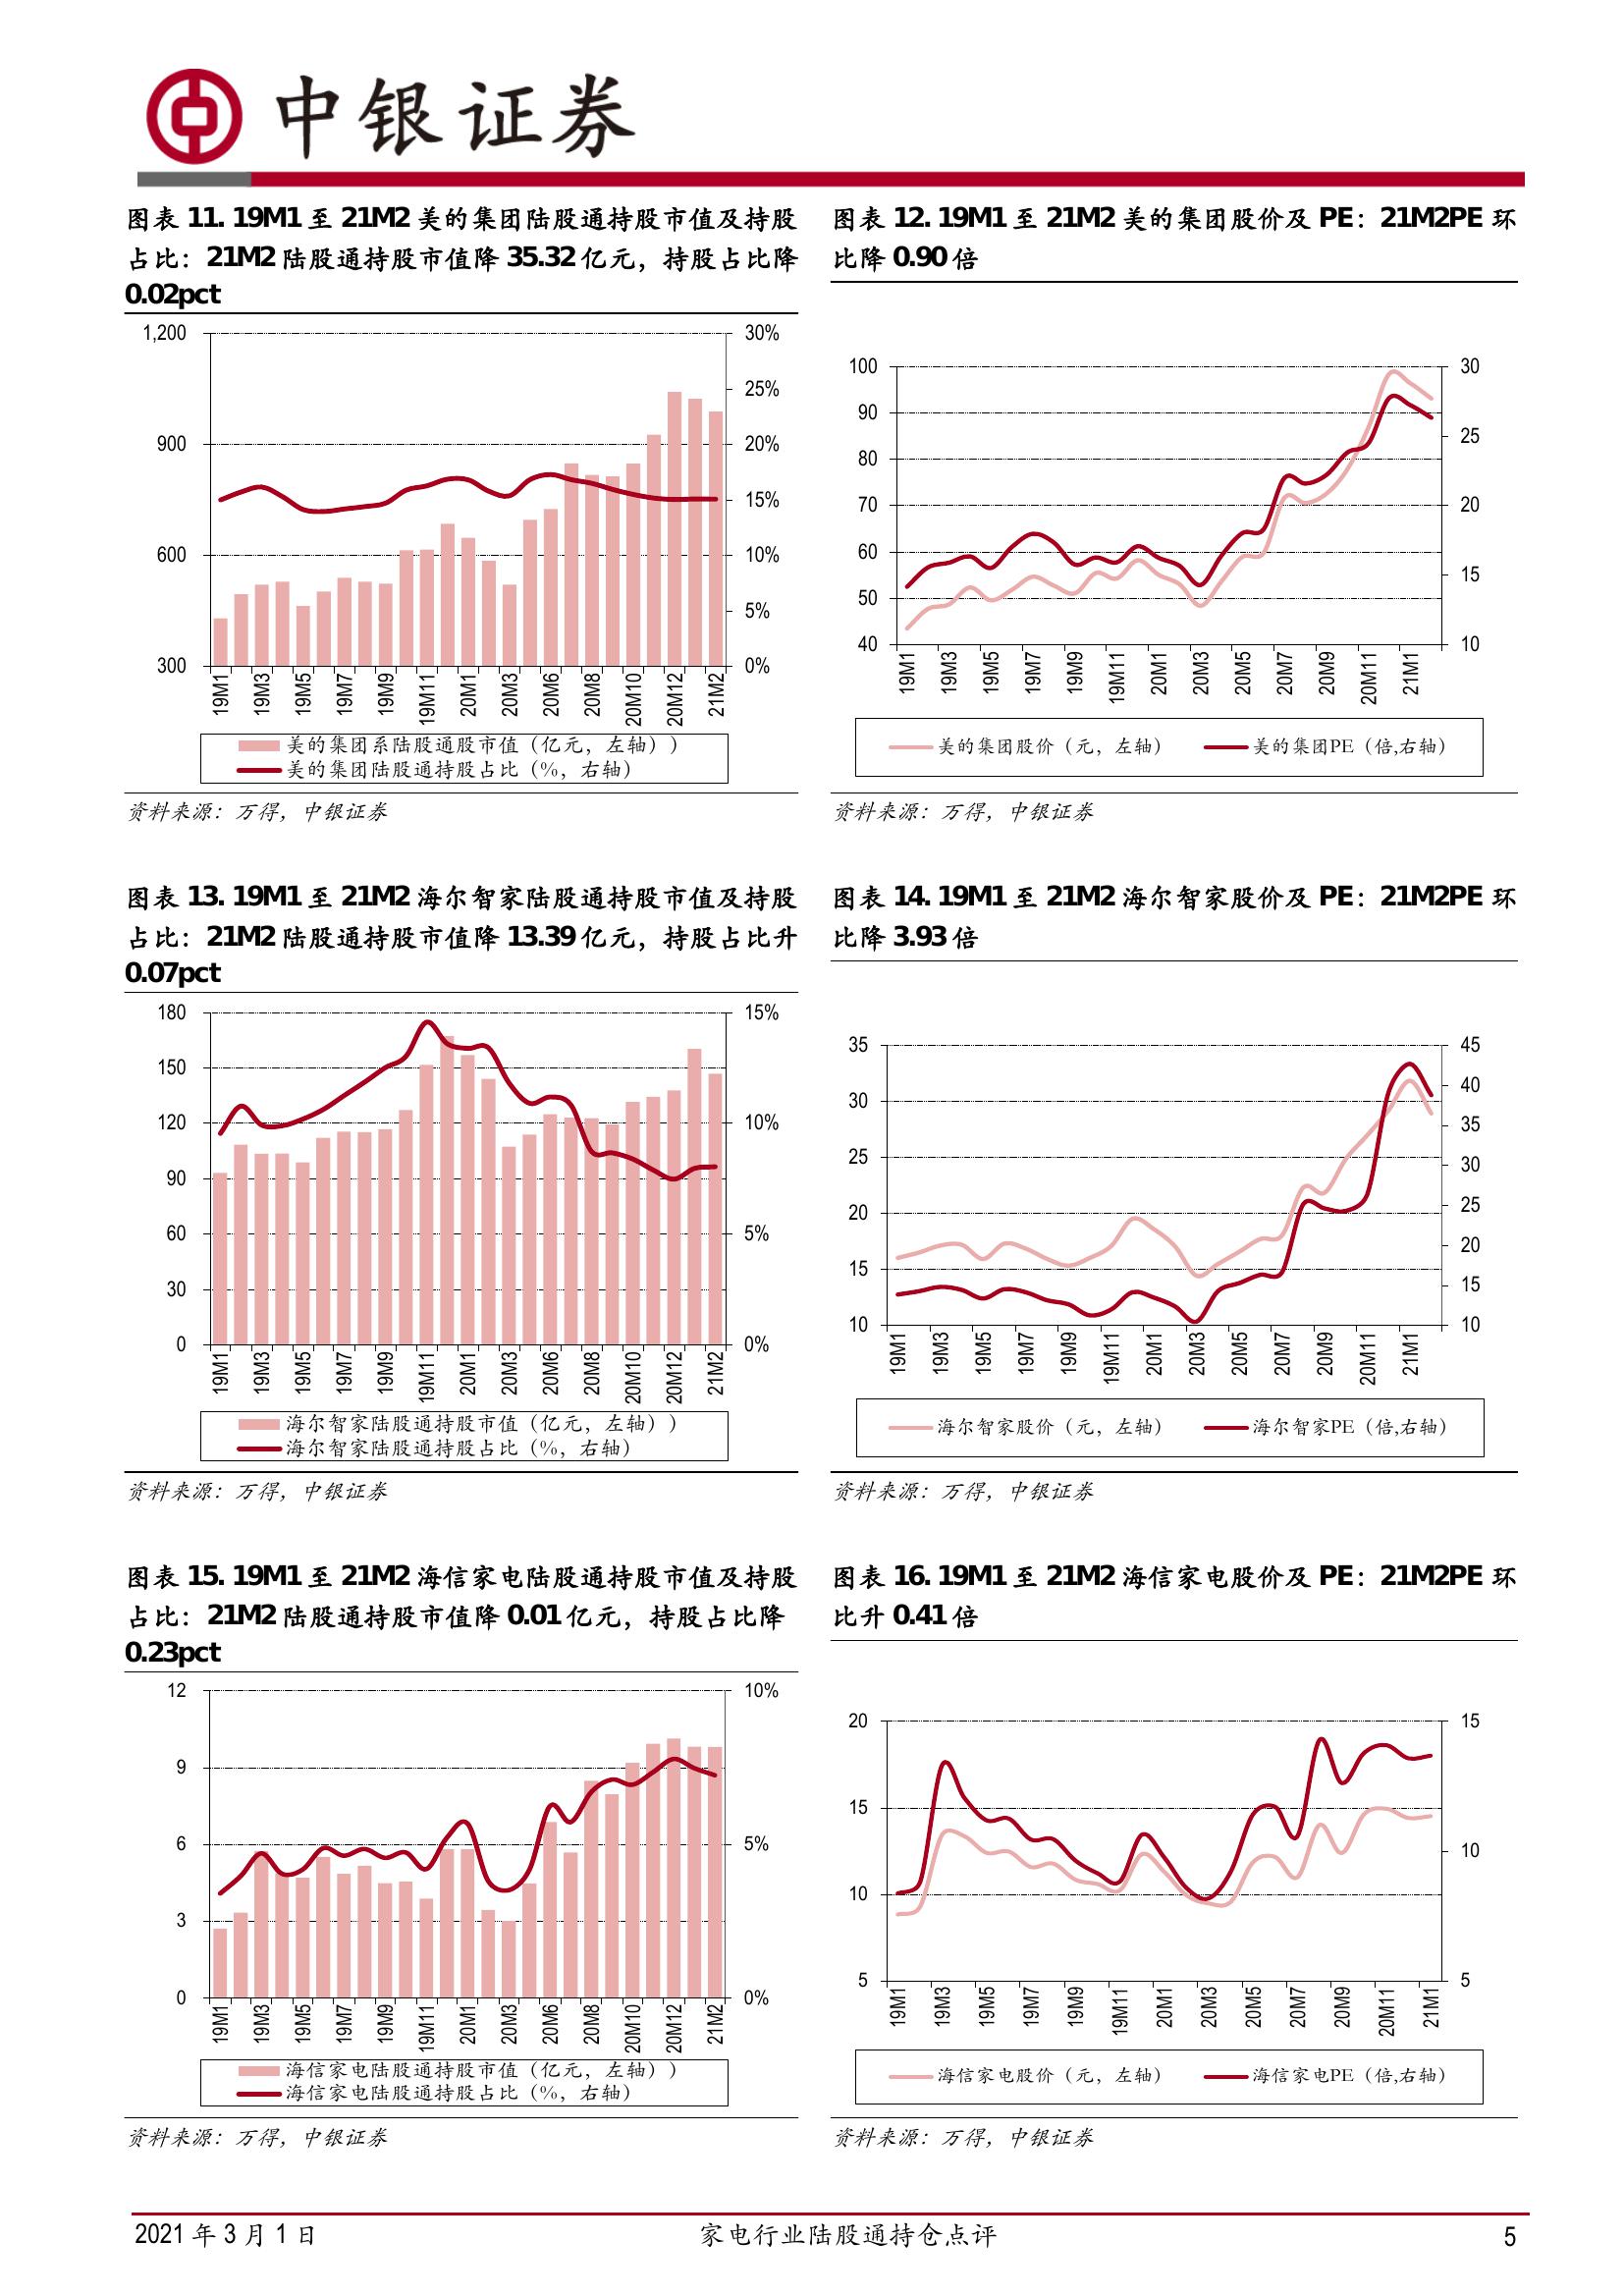 中银证券
图表 11. 19M1 至 21M2 美的集团陆股通持股市值及持股
占比：21M2 陆股通持股市值降 35.32 亿元，持股占比降
0.02pct
1,200
900
600
300
30%
25%
20%
15%
10%
5%
0%
19M1
19M3
19M5
19M7
19M9
19M11
20M1
20M3
20M6
20M8
20M10
20M12
21M2
美的集团系陆股通股市值（亿元，左轴））
美的集团陆股通持股占比（%，右轴）
资料来源：万得，中银证券
图表 12. 19M1 至 21M2 美的集团股价及 PE：21M2PE 环
比降 0.90 倍
100
90
80
70
60
50
40
30
25
20
15
10
19M1
19M3
19M5
19M7
19M9
19M11
20M1
20M3
20M5
20M7
20M9
20M11
21M1
美的集团股价（元，左轴）
美的集团PE（倍,右轴）
资料来源：万得，中银证券
图表 13. 19M1 至 21M2 海尔智家陆股通持股市值及持股
占比：21M2 陆股通持股市值降 13.39 亿元，持股占比升
0.07pct
180
150
120
90
60
30
0
15%
10%
5%
0%
19M1
19M3
19M5
19M7
19M9
19M11
20M1
20M3
20M6
20M8
20M10
20M12
21M2
海尔智家陆股通持股市值（亿元，左轴））
海尔智家陆股通持股占比（%，右轴）
资料来源：万得，中银证券
图表 14. 19M1 至 21M2 海尔智家股价及 PE：21M2PE 环
比降 3.93 倍
35
30
25
20
15
10
45
40
35
30
25
20
15
10
19M1
19M3
19M5
19M7
19M9
19M11
20M1
20M3
20M5
20M7
20M9
20M11
21M1
海尔智家股价（元，左轴）
海尔智家PE（倍,右轴）
资料来源：万得，中银证券
图表 15. 19M1 至 21M2 海信家电陆股通持股市值及持股
占比：21M2 陆股通持股市值降 0.01 亿元，持股占比降
0.23pct
12
9
6
3
0
10%
5%
0%
19M1
19M3
19M5
19M7
19M9
19M11
20M1
20M3
20M6
20M8
20M10
20M12
21M2
海信家电陆股通持股市值（亿元，左轴））
海信家电陆股通持股占比（%，右轴）
资料来源：万得，中银证券
图表 16. 19M1 至 21M2 海信家电股价及 PE：21M2PE 环
比升 0.41 倍
20
15
10
5
15
10
5
19M1
19M3
19M5
19M7
19M9
19M11
20M1
20M3
20M5
20M7
20M9
20M11
21M1
海信家电股价（元，左轴）
海信家电PE（倍,右轴）
资料来源：万得，中银证券
2021 年 3 月 1 日
家电行业陆股通持仓点评
5